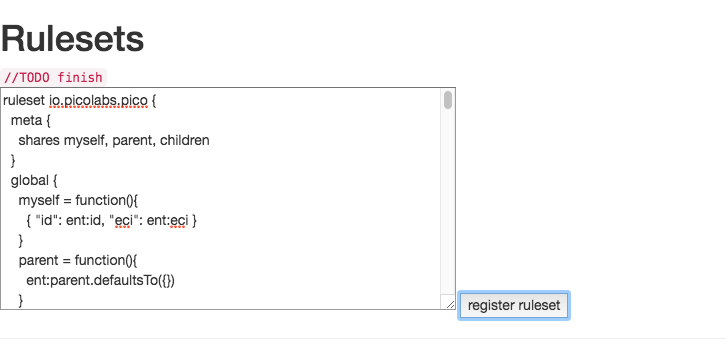 Rulesets
//TODO finish
ruleset io.picolabs.pico {
meta {
shares myself, parent, children
}
global {
myself = function(){
{ "id": ent:id, "eci": ent:eci }
}
parent = function(){
ent:parent.defaultsTo({})
}
register ruleset